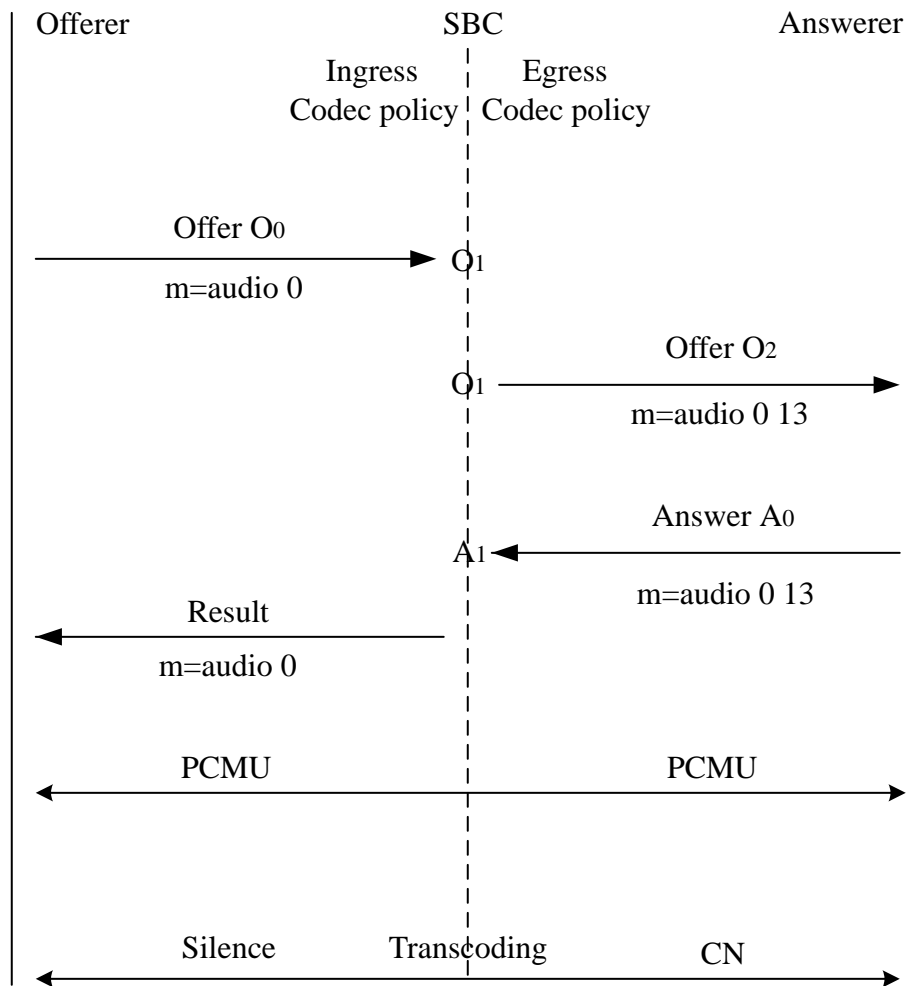 Offerer SBC Answerer
Ingress Egress
Codec policy Codec policy
Offer O0
O1
m=audio 0
Offer O2
O1
m=audio 0 13
Answer A0
A1
m=audio 0 13
Result
m=audio 0
PCMU PCMU
Silence Transcoding CN